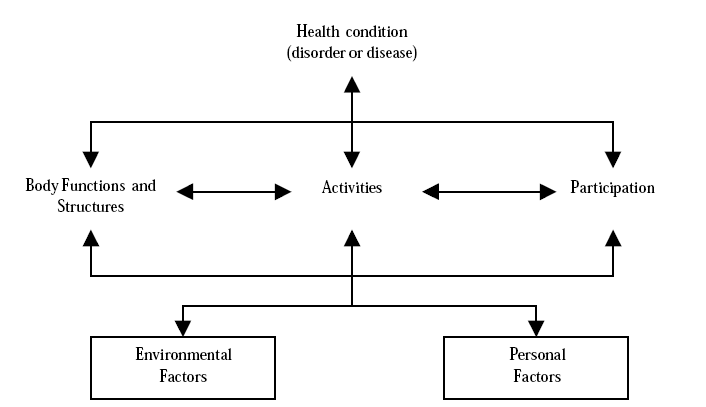 Health condition
(disorder or disease)
Body Functions and
Structures
Activities
Participation
Environmental
Factors
Personal
Factors